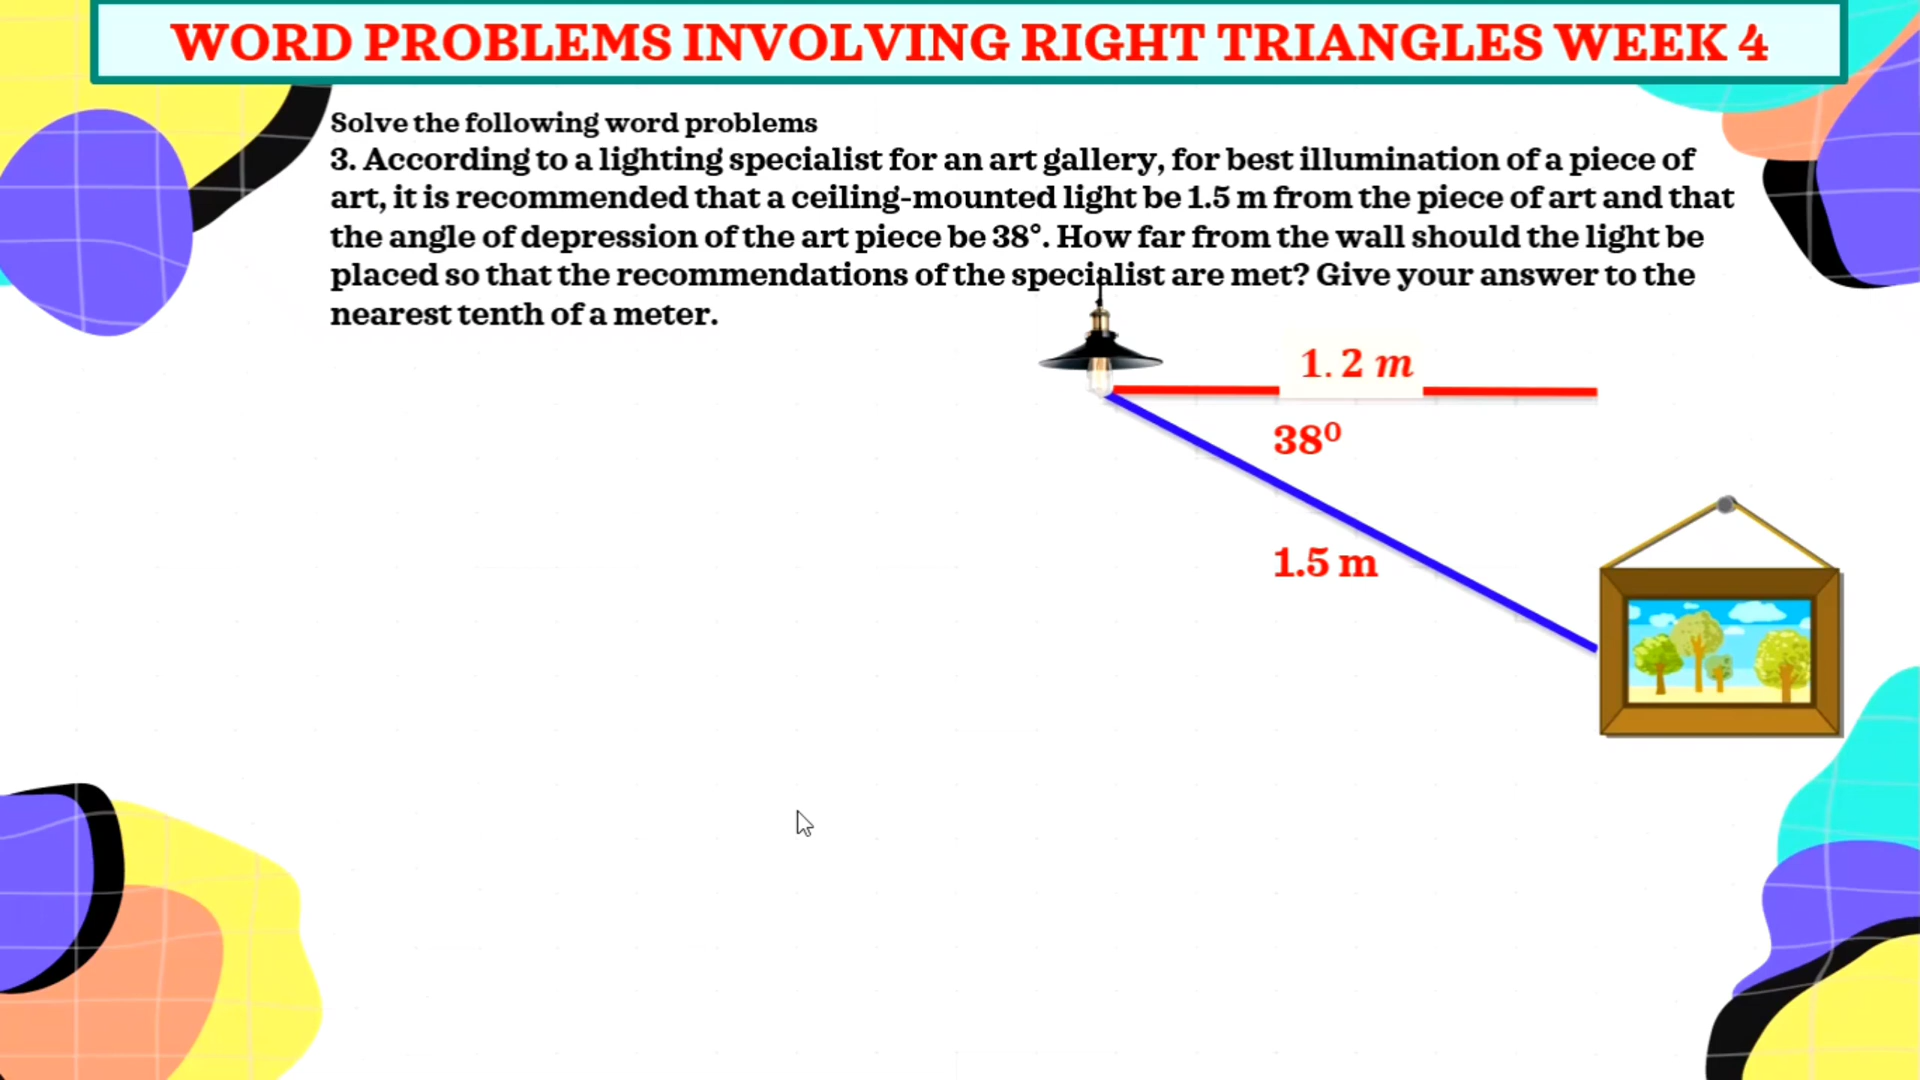 WORD PROBLEMS INVOLVING RIGHT TRIANGLES WEEK 4
Solve the following word problems
3. According to a lighting specialist for an art gallery, for best illumination of a piece of
art, it is recommended that a ceiling-mounted light be 1.5 m from the piece of art and that
the angle of depression of the art piece be 38°. How far from the wall should the light be
placed so that the recommendations of the specialist are met? Give your answer to the
nearest tenth of a meter.
1.2 m
38⁰
1.5 m